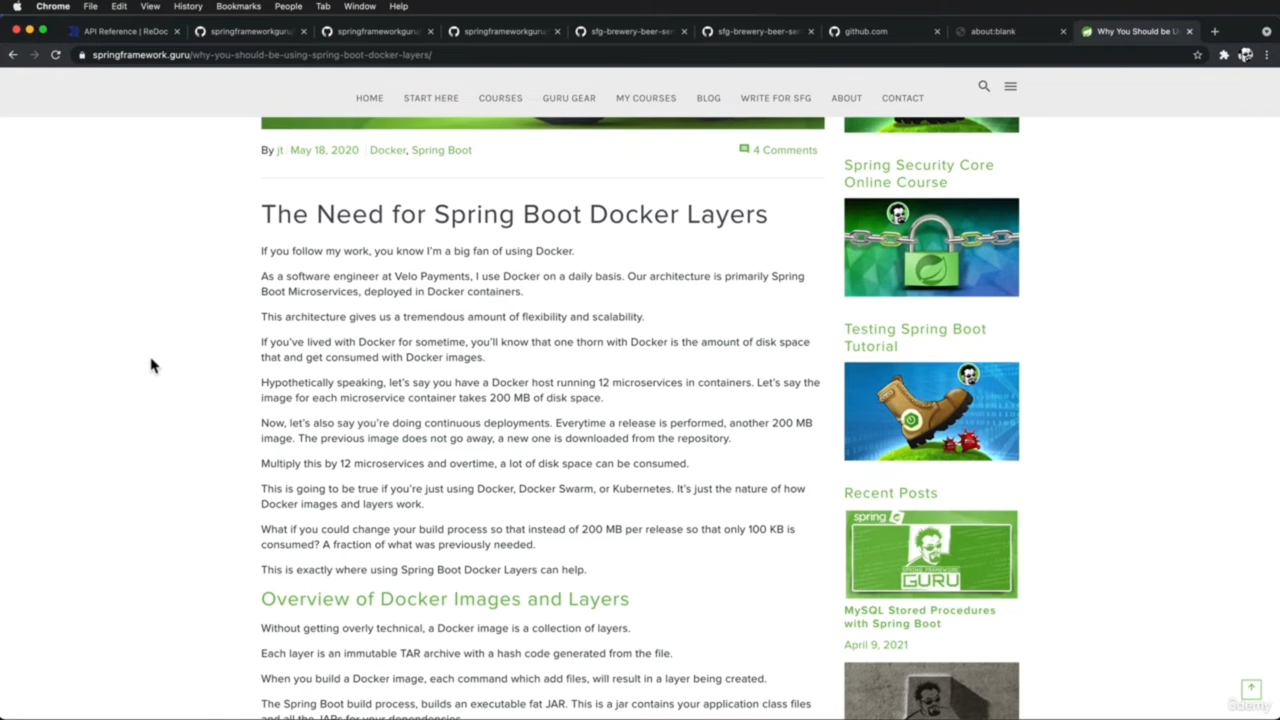 Chrome File Edit View History Bookmarks People Tab Window Help
API Reference | ReDoc
springframeworkguru
springframeworkguru
springframeworkguru
sfg-brewery-beer-ser
sfg-brewery-beer-ser
github.com
about:blank
Why You Should be U
springframework.guru/why-you-should-be-using-spring-boot-docker-layers/
HOME START HERE COURSES GURU GEAR MY COURSES BLOG WRITE FOR SFG ABOUT CONTACT
By jt May 18, 2020 Docker, Spring Boot 4 Comments
The Need for Spring Boot Docker Layers
If you follow my work, you know I'm a big fan of using Docker.
As a software engineer at Velo Payments, I use Docker on a daily basis. Our architecture is primarily Spring
Boot Microservices, deployed in Docker containers.
This architecture gives us a tremendous amount of flexibility and scalability.
If you've lived with Docker for sometime, you'll know that one thorn with Docker is the amount of disk space
that and get consumed with Docker images.
Hypothetically speaking, let's say you have a Docker host running 12 microservices in containers. Let's say the
image for each microservice container takes 200 MB of disk space.
Now, let's also say you're doing continuous deployments. Everytime a release is performed, another 200 MB
image. The previous image does not go away, a new one is downloaded from the repository.
Multiply this by 12 microservices and overtime, a lot of disk space can be consumed.
This is going to be true if you're just using Docker, Docker Swarm, or Kubernetes. It's just the nature of how
Docker images and layers work.
What if you could change your build process so that instead of 200 MB per release so that only 100 KB is
consumed? A fraction of what was previously needed.
This is exactly where using Spring Boot Docker Layers can help.
Overview of Docker Images and Layers
Without getting overly technical, a Docker image is a collection of layers.
Each layer is an immutable TAR archive with a hash code generated from the file.
When you build a Docker image, each command which add files, will result in a layer being created.
The Spring Boot build process, builds an executable fat JAR. This is a jar contains your application class files
and all the JARs for your dependencies.
Spring Security Core
Online Course
Testing Spring Boot
Tutorial
Recent Posts
spring
SPRING FRAMEWORK
GURU
MySQL Stored Procedures
with Spring Boot
April 9, 2021
udemy